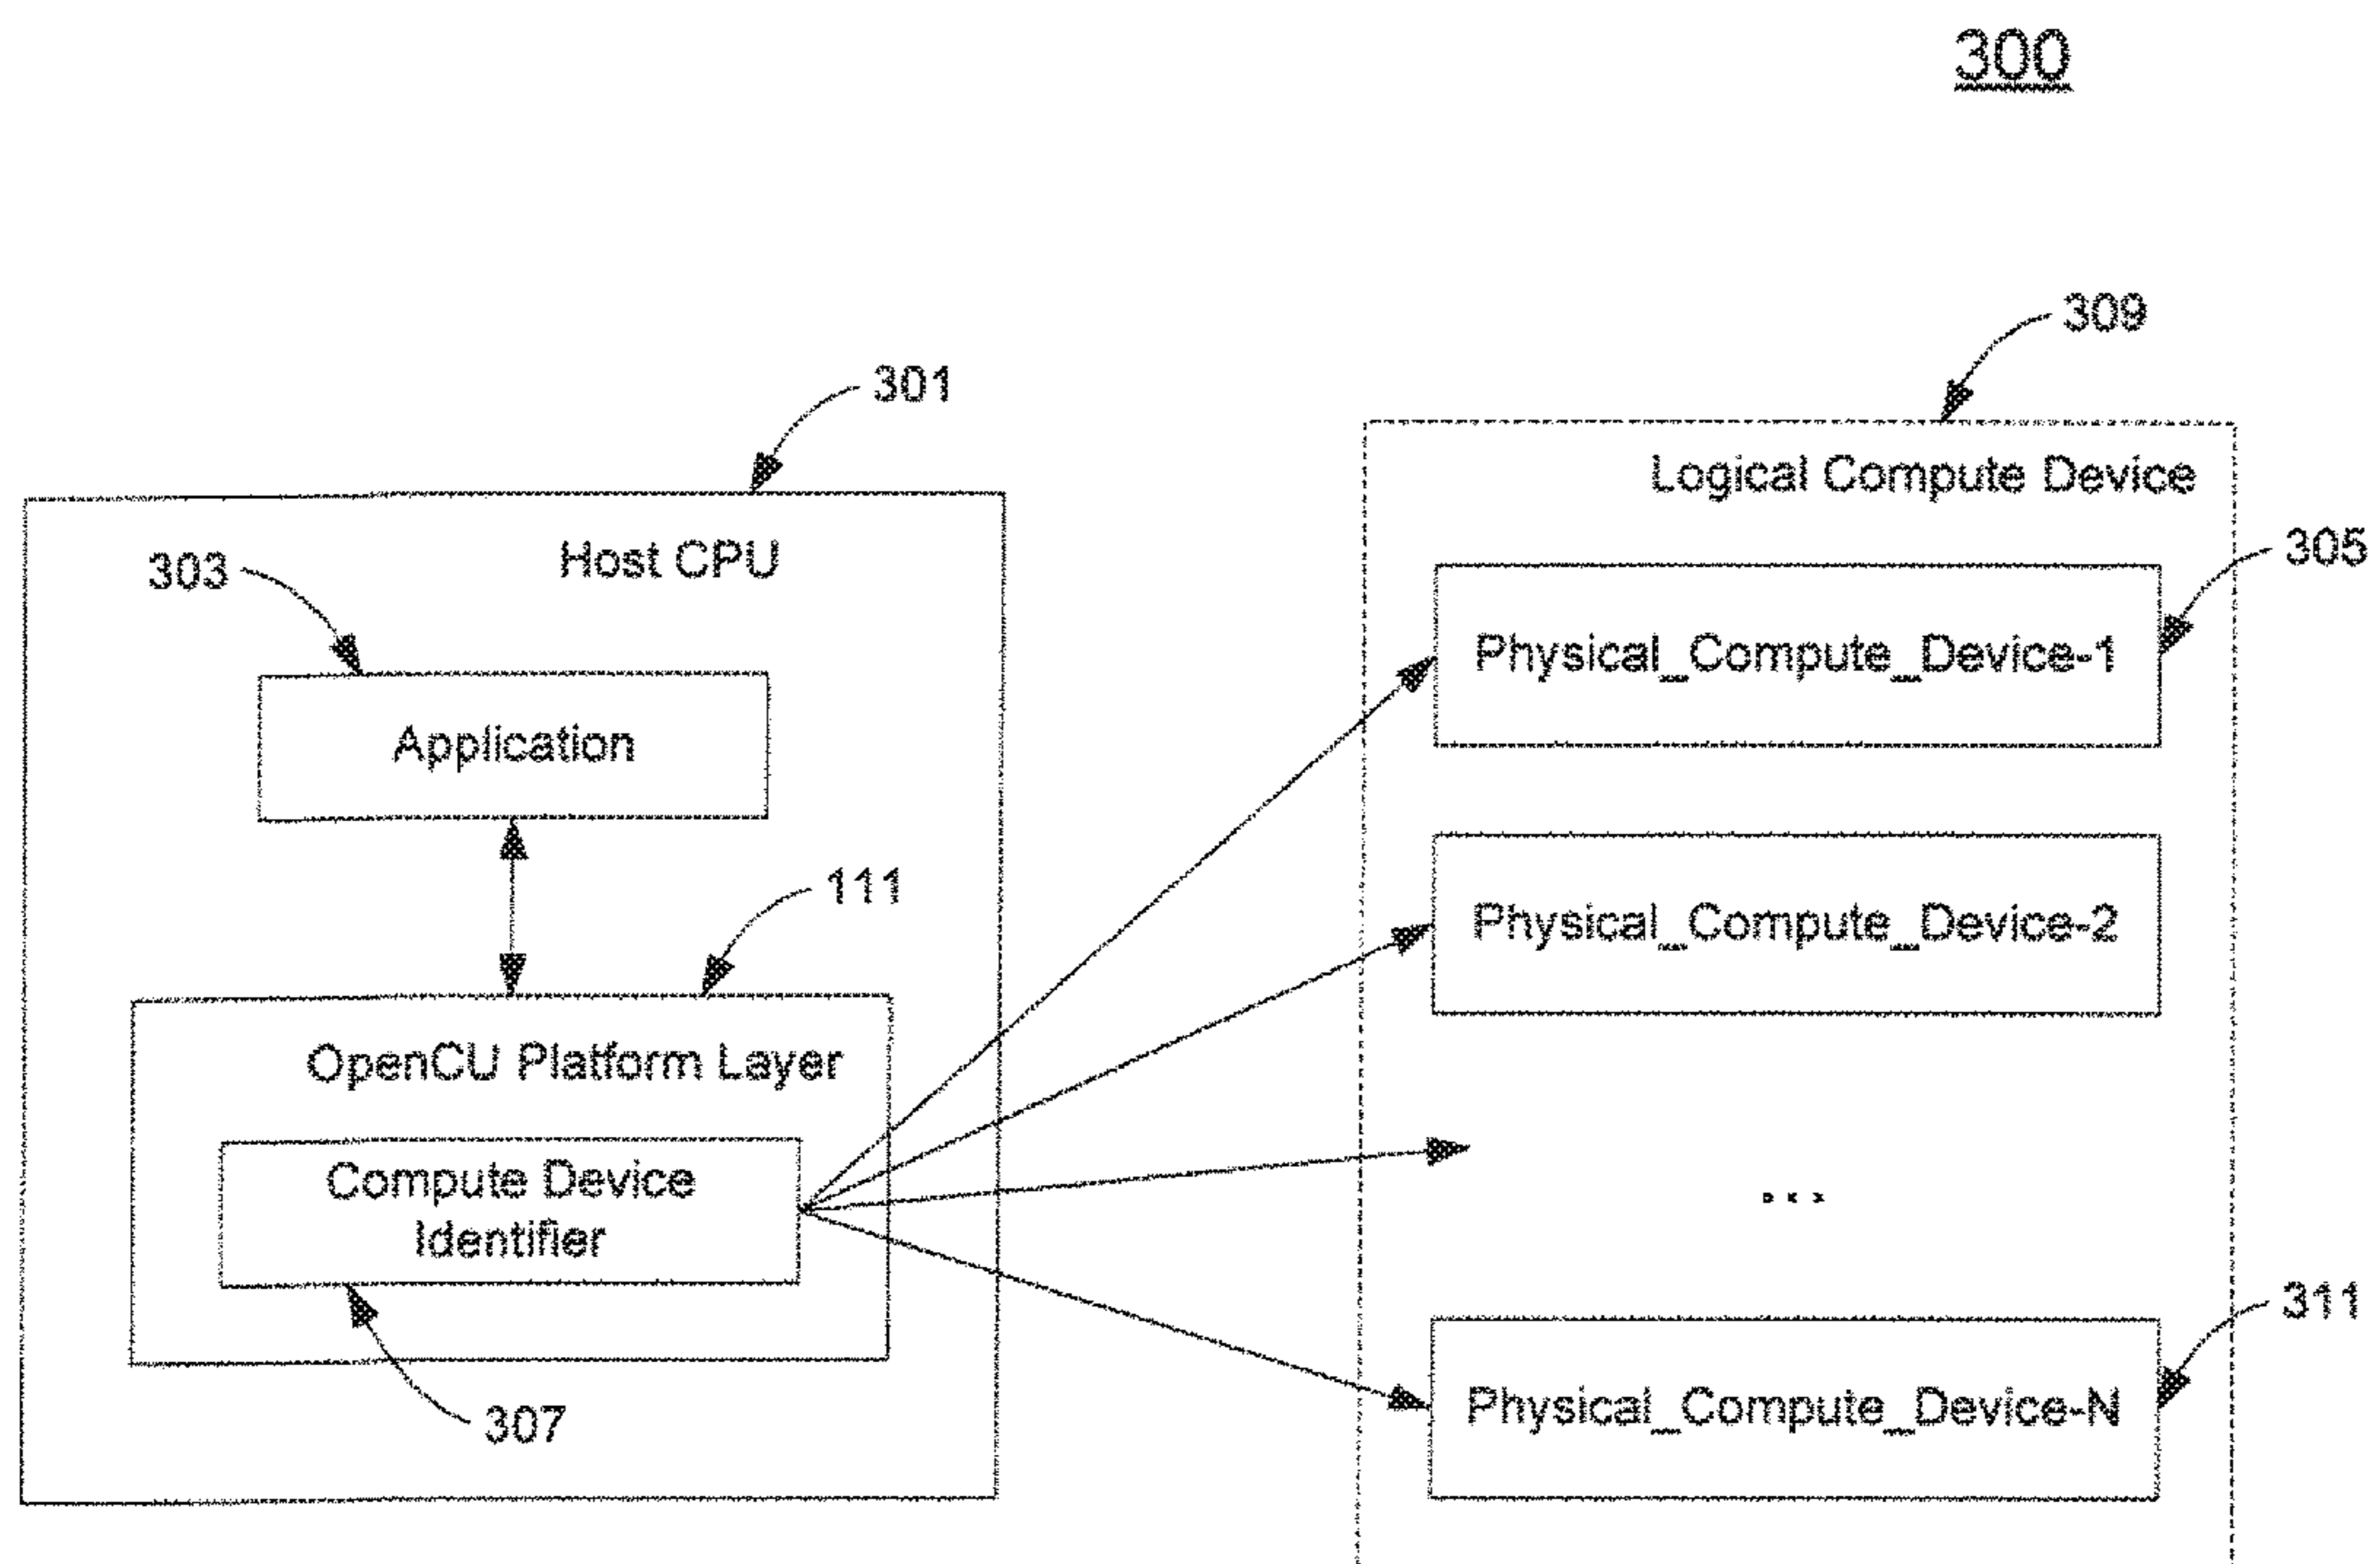 300
309
301
Logical Compute Device
Host CPU
303
305
Physical_Compute_Device-1
Application
111
Physical_Compute_Device-2
OpenCU Platform Layer
Compute Device
Identifier
...
311
307
Physical_Compute_Device-N